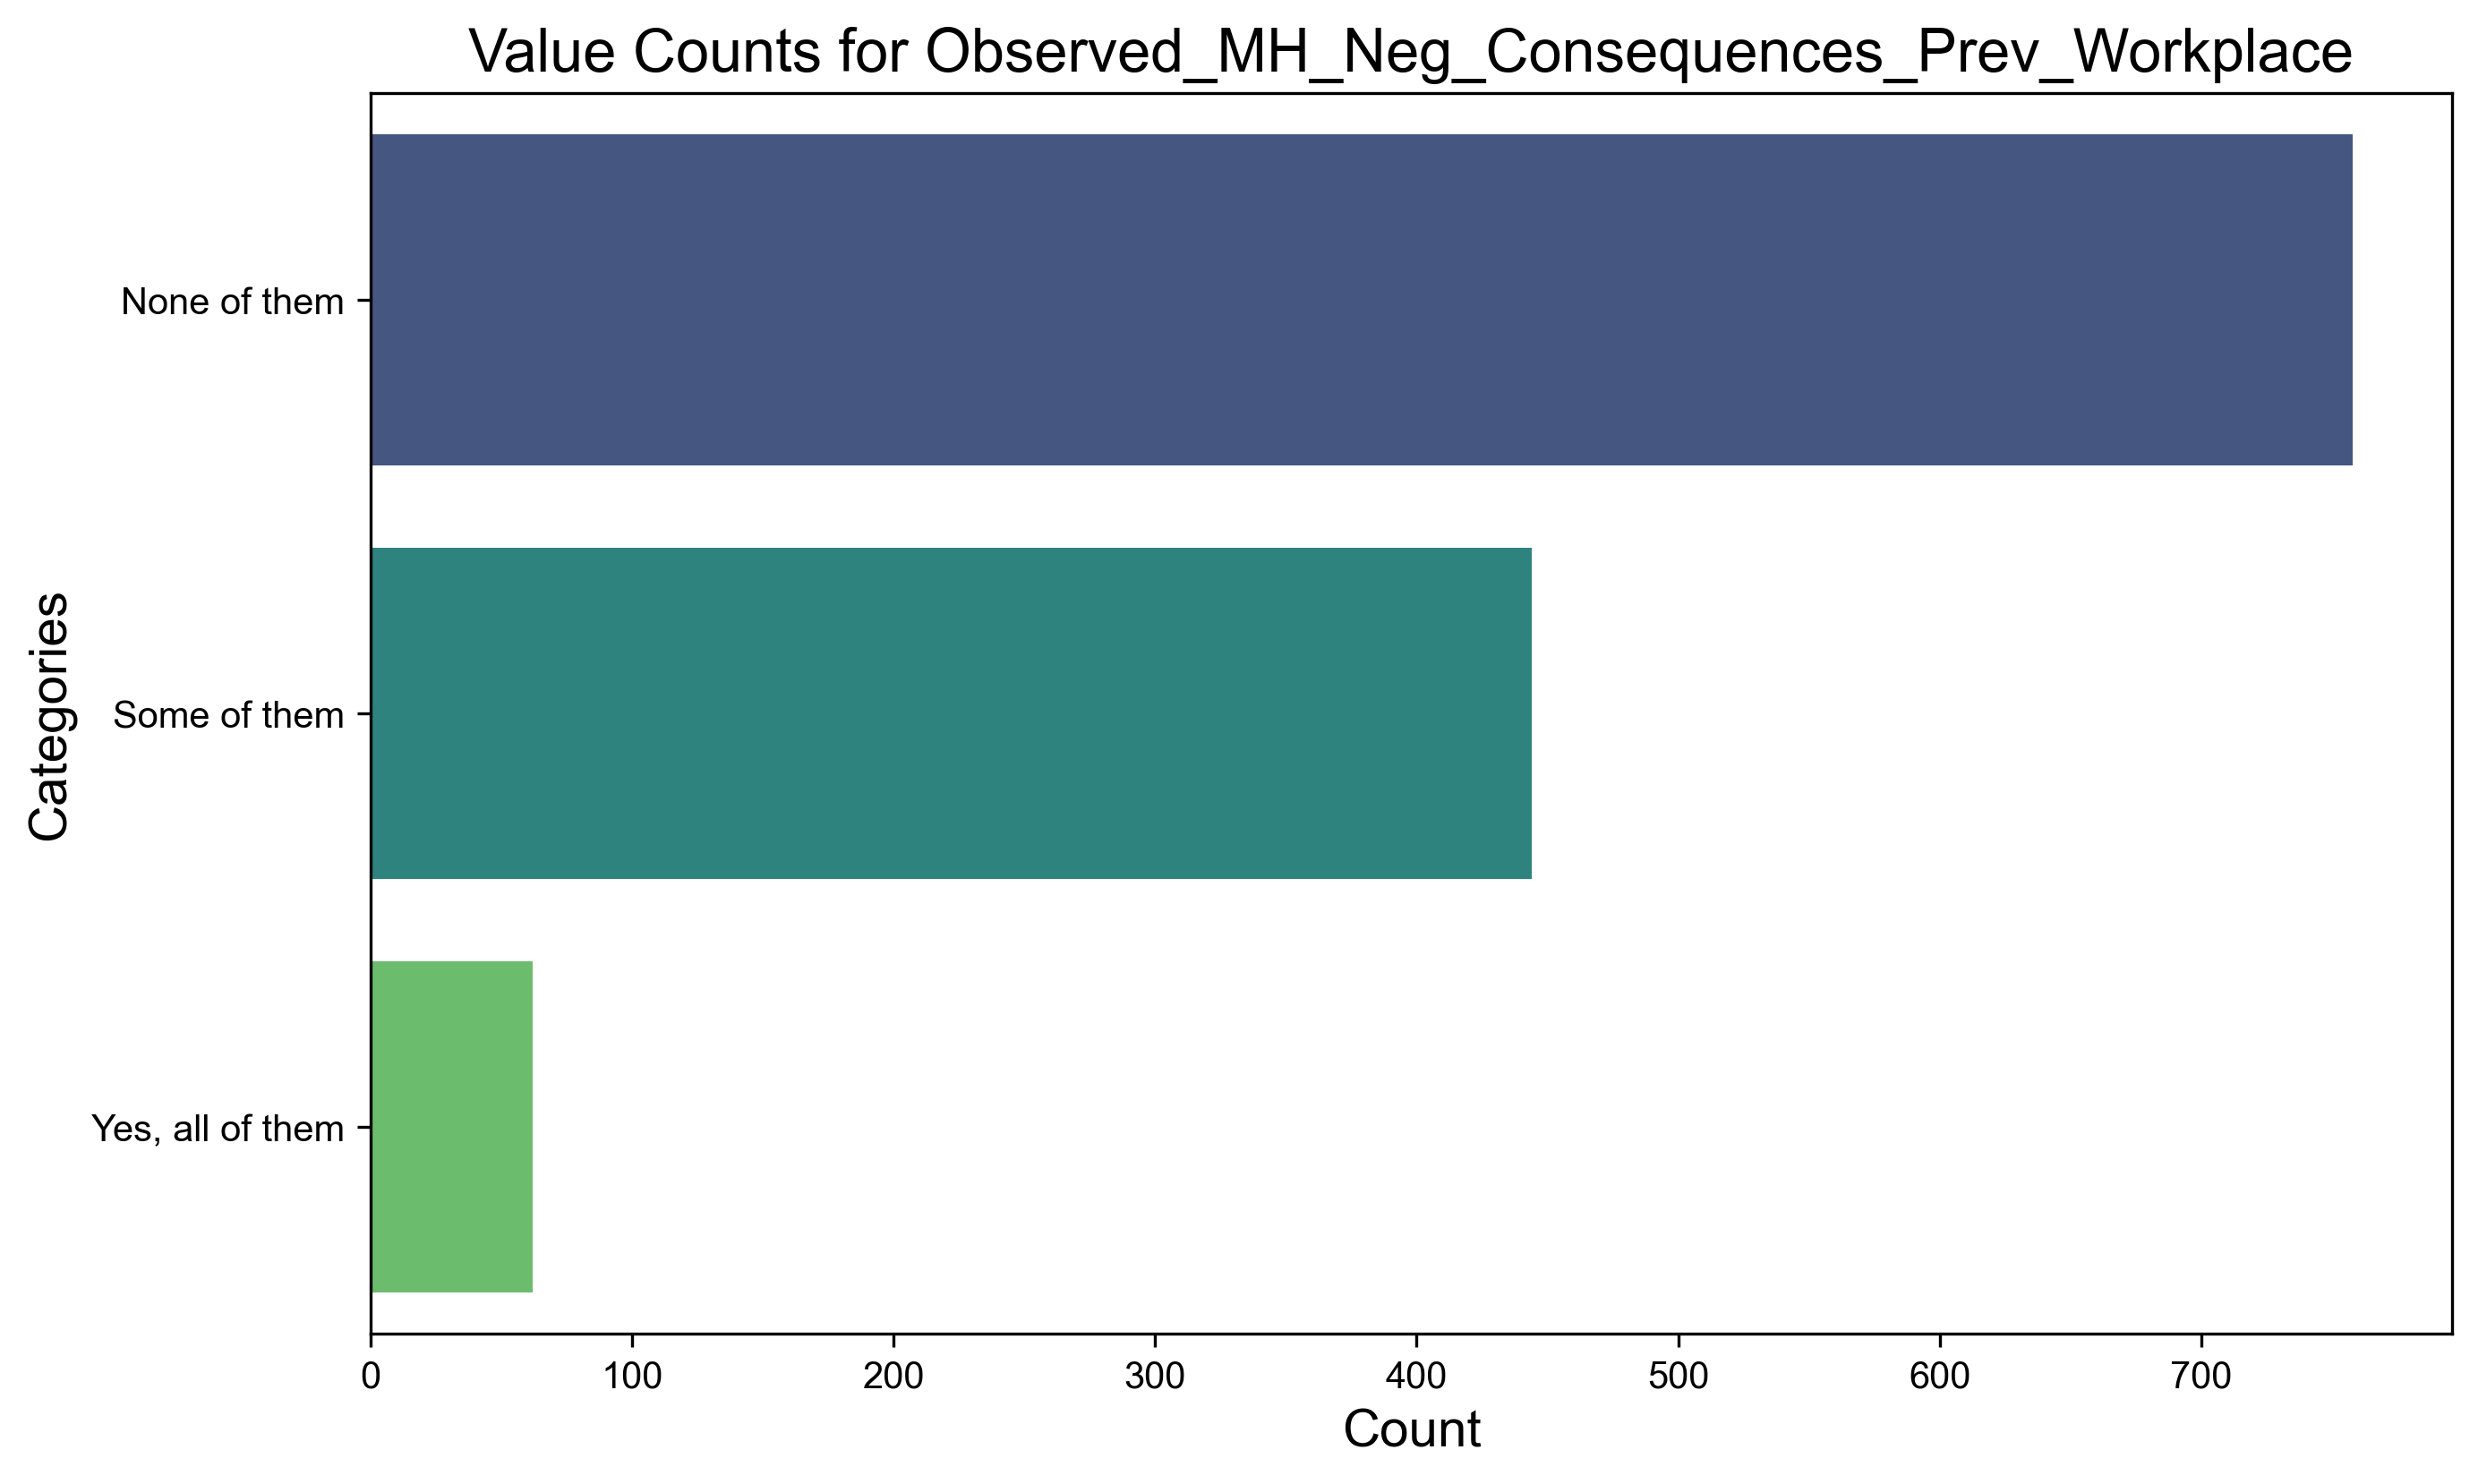 Value Counts for Observed_MH_Neg_Consequences_Prev_Workplace
Categories
None of them
Some of them
Yes, all of them
0 100 200 300 400 500 600 700
Count